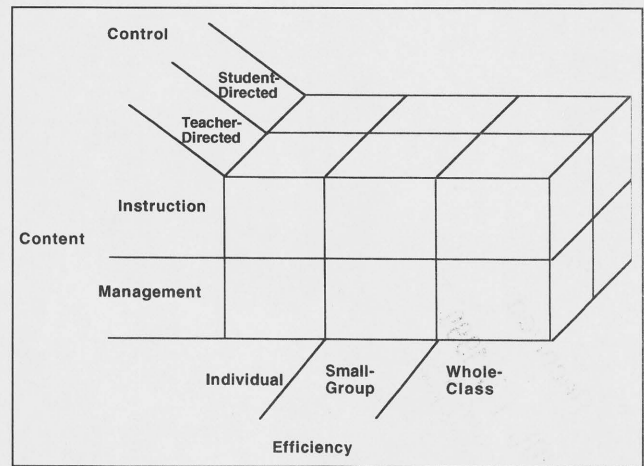 Control
Student-
Directed
Teacher-
Directed
Instruction
Content
Management
Individual
Small-
Group
Whole-
Class
Efficiency